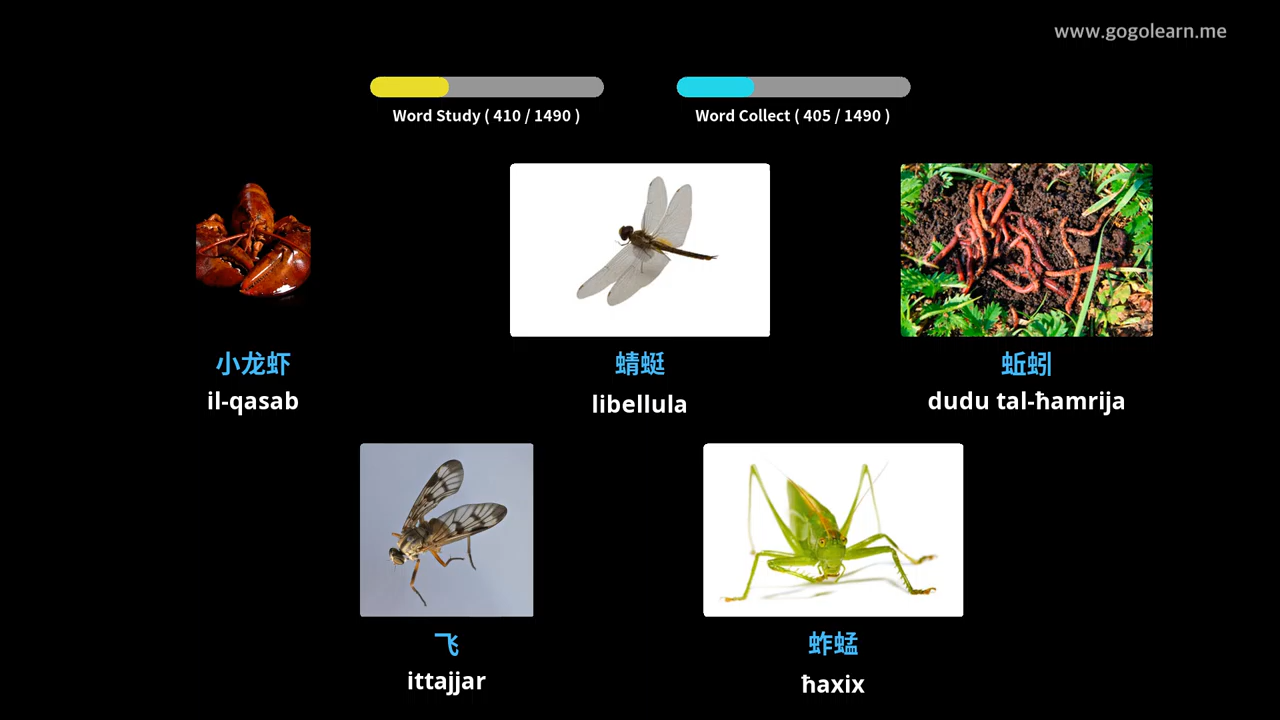 www.gogolearn.me
Word Study ( 410 / 1490 )
Word Collect ( 405 / 1490 )
小龙虾
il-qasab
蜻蜓
libellula
蚯蚓
dudu tal-ħamrija
飞
ittajjar
蚱蜢
ħaxix